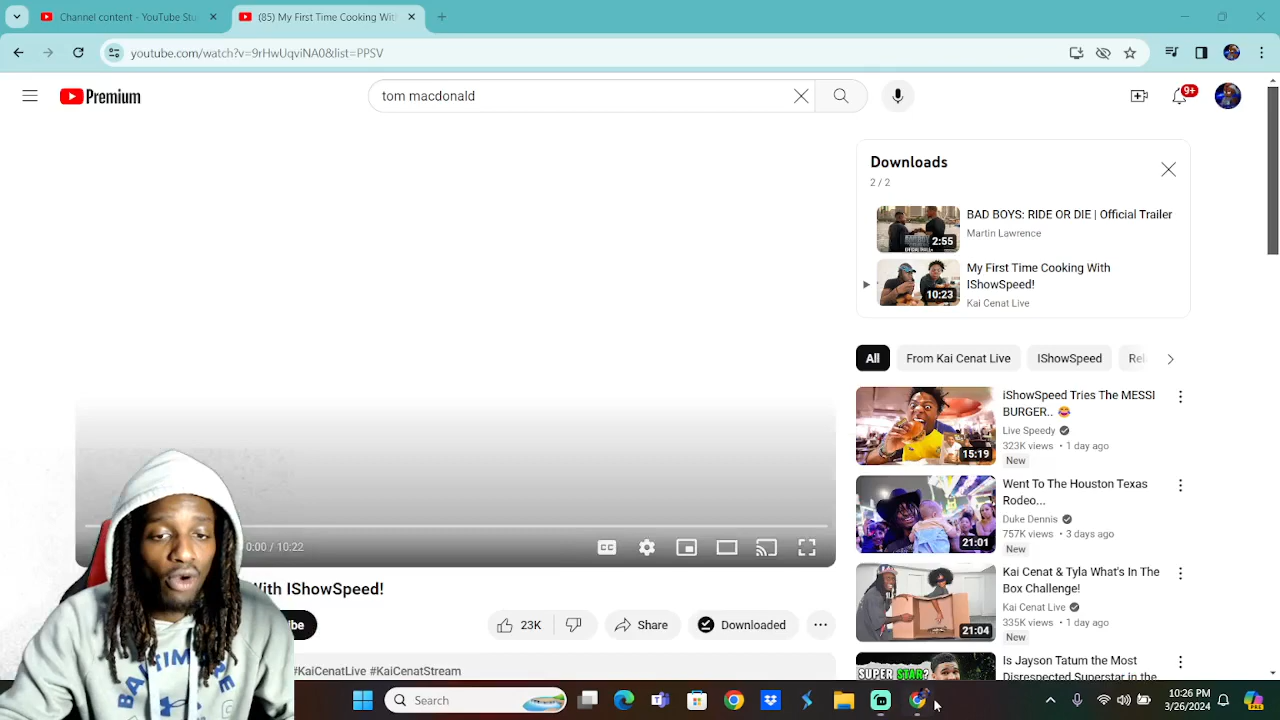 Channel - YouTube Stu
(85) My First Time Cooking Wit
youtube.com/watch?v=9rHwUqviNA0&list=PPSV
Premium
tom macdonald
9+
Downloads
2 / 2
2:55
BAD BOYS: RIDE OR DIE | Official Trailer
Martin Lawrence
10:23
My First Time Cooking With
IShowSpeed!
Kai Cenat Live
All
From Kai Cenat Live
IShowSpeed
Rel
15:19
iShowSpeed Tries The MESSI
BURGER.. 😂
Live Speedy
323K views • 1 day ago
New
21:01
Went To The Houston Texas
Rodeo...
Duke Dennis
757K views • 3 days ago
New
21:04
Kai Cenat & Tyla What's In The
Box Challenge!
Kai Cenat Live
335K views • 1 day ago
New
SUPER STAR?
Is Jayson Tatum the Most
Disrespected Superstar in the
0:00 / 10:22
CC
With IShowSpeed!
be
23K
Share
Downloaded
#KaiCenatLive #KaiCenatStream
BALTIMORE
Search
10:26 PM
3/26/2024